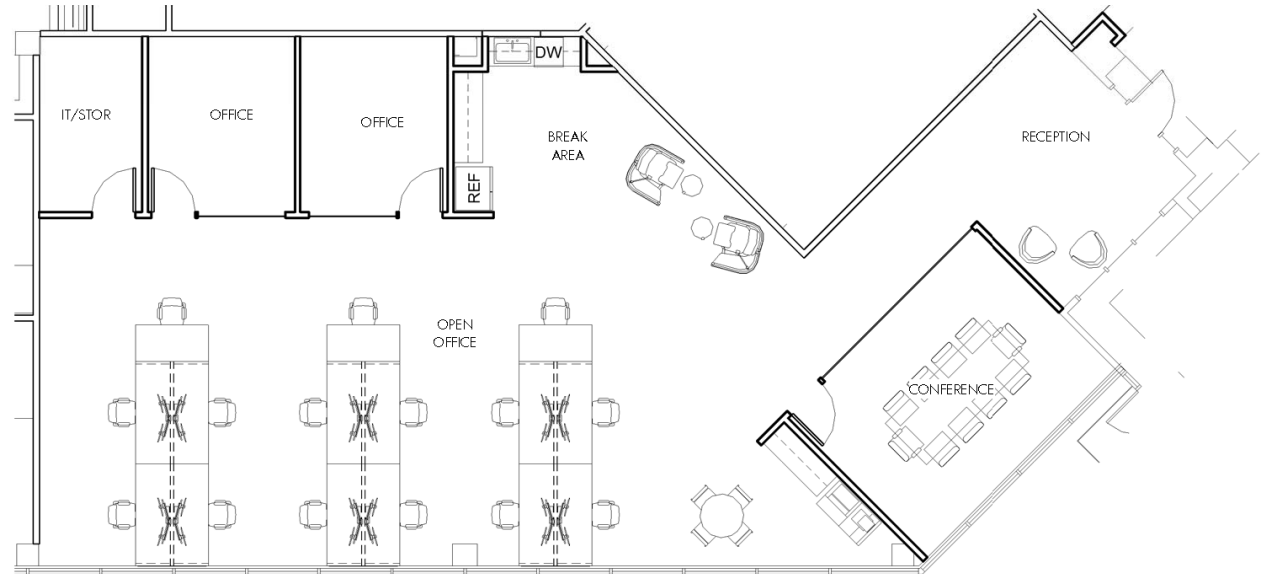 DW
IT/STOR
OFFICE
OFFICE
BREAK
AREA
RECEPTION
REF
OPEN
OFFICE
CONFERENCE